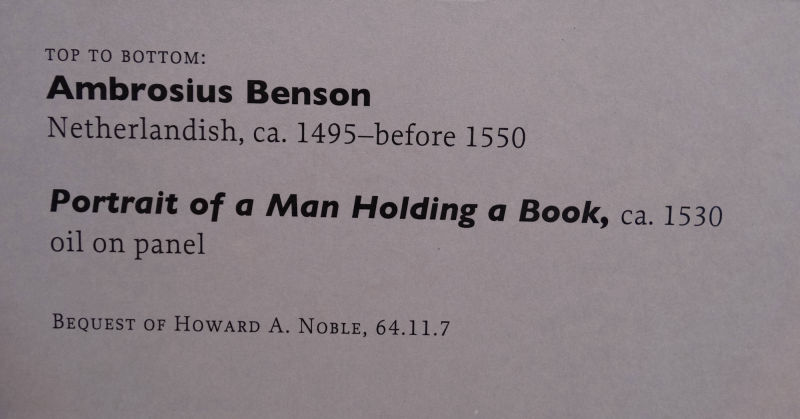 TOP TO BOTTOM:
Ambrosius Benson
Netherlandish, ca. 1495–before 1550
Portrait of a Man Holding a Book, ca. 1530
oil on panel
Bequest of Howard A. Noble, 64.11.7